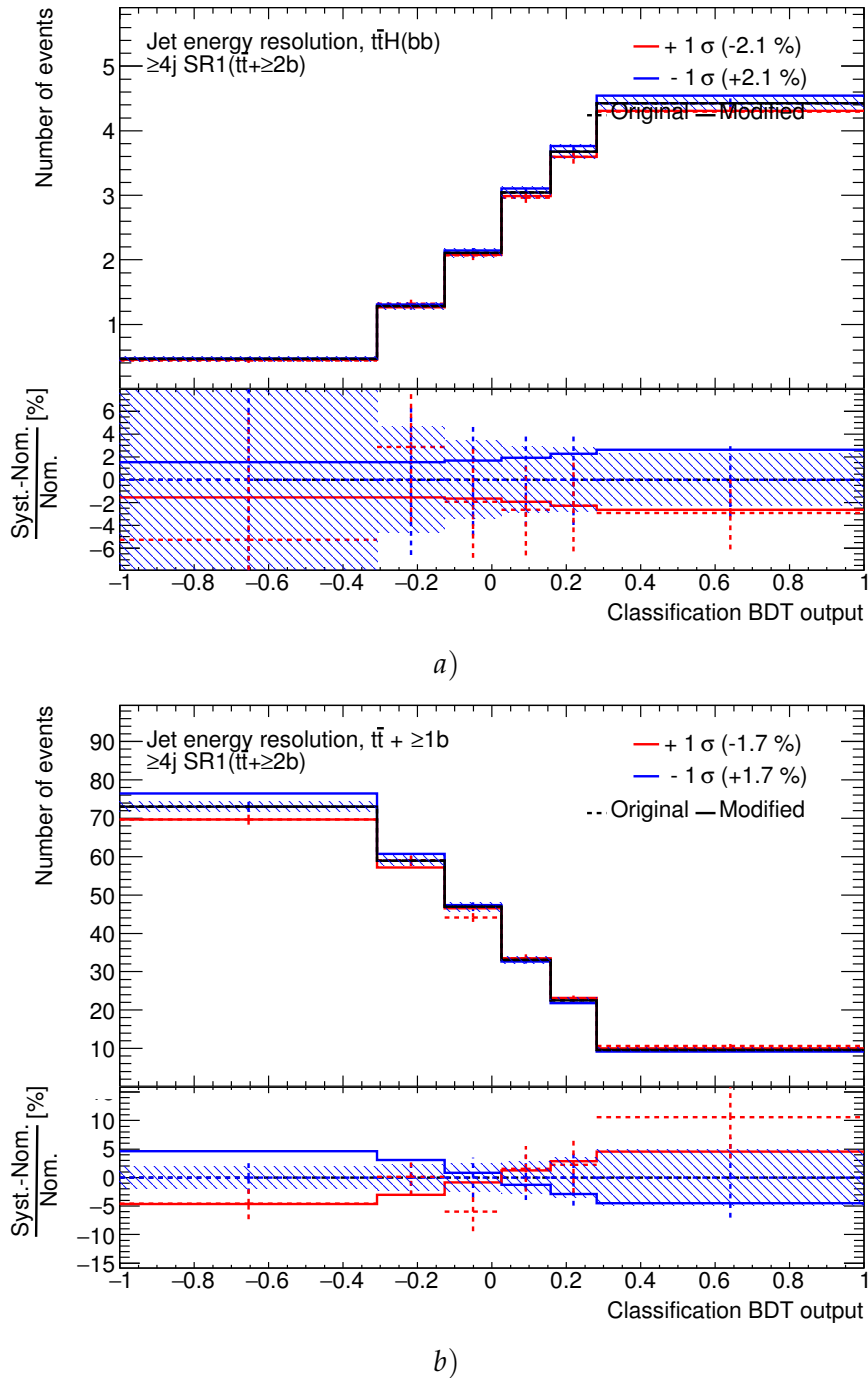 Number of events
Jet energy resolution, tt̄H(bb)
≥4j SR1(tt̄+≥2b)
+ 1 σ (-2.1 %)
- 1 σ (+2.1 %)
Original Modified
5
4
3
2
1
Syst.-Nom.
Nom.
[%]
6
4
2
0
−2
−4
−6
−1 −0.8 −0.6 −0.4 −0.2 0 0.2 0.4 0.6 0.8 1
Classification BDT output
a)
Number of events
Jet energy resolution, tt̄ + ≥1b
≥4j SR1(tt̄+≥2b)
+ 1 σ (-1.7 %)
- 1 σ (+1.7 %)
Original Modified
90
80
70
60
50
40
30
20
10
Syst.-Nom.
Nom.
[%]
10
5
0
−5
−10
−15
−1 −0.8 −0.6 −0.4 −0.2 0 0.2 0.4 0.6 0.8 1
Classification BDT output
b)